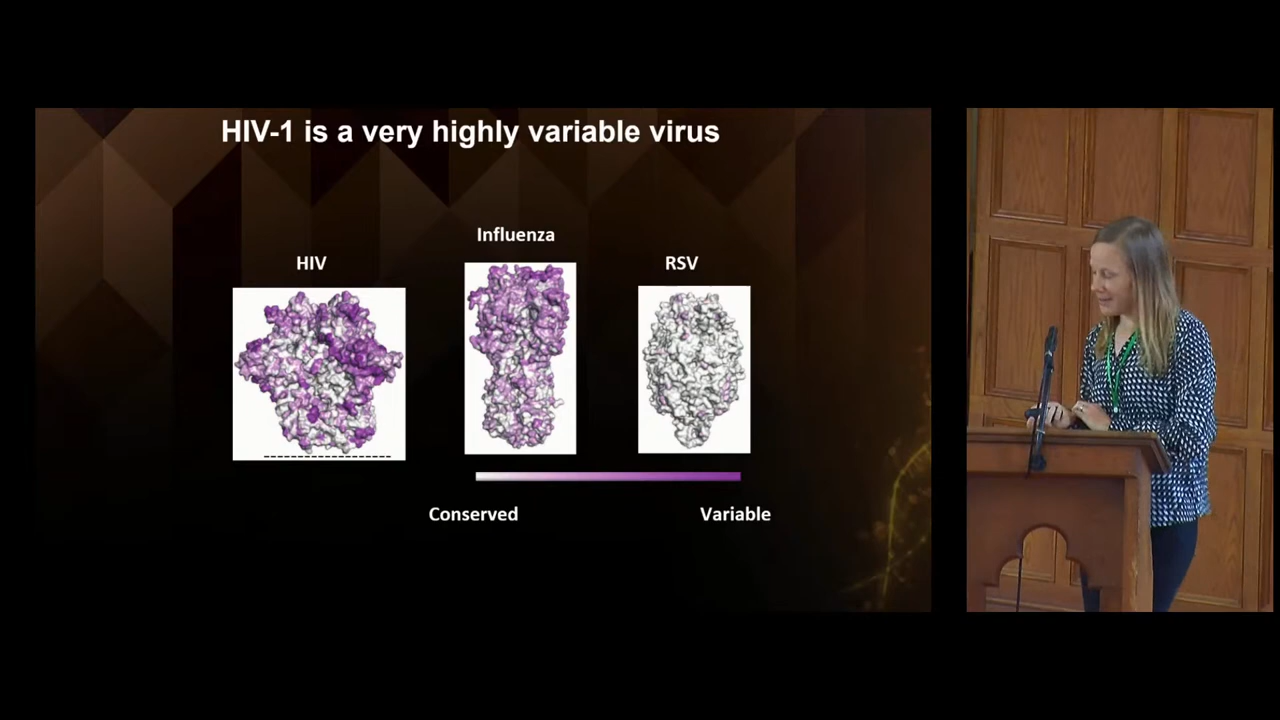 HIV-1 is a very highly variable virus
Influenza
HIV
RSV
Conserved
Variable